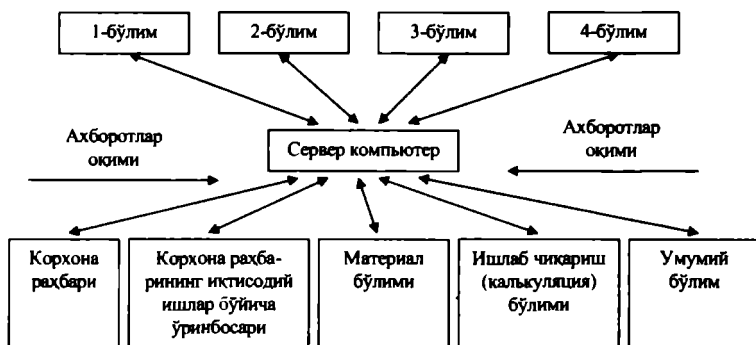 1-бўлим
2-бўлим
3-бўлим
4-бўлим
Ахборотлар
оқими
Сервер компьютер
Ахборотлар
оқими
Корхона
раҳбари
Корхона раҳба-
рининг иқтисодий
ишлар бўйича
ўринбосари
Материал
бўлими
Ишлаб чиқариш
(калькуляция)
бўлими
Умумий
бўлим